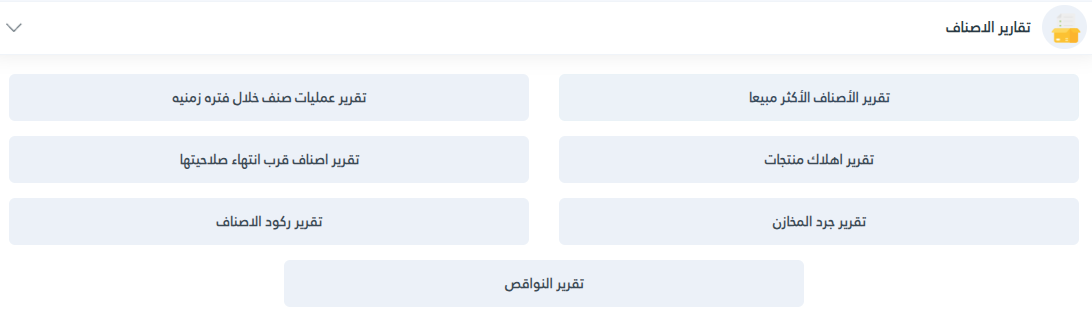 تقارير الاصناف
تقرير الأصناف الأكثر مبيعا
تقرير عمليات صنف خلال فتره زمنيه
تقرير اهلاك منتجات
تقرير اصناف قرب انتهاء صلاحيتها
تقرير جرد المخازن
تقرير ركود الاصناف
تقرير النواقص